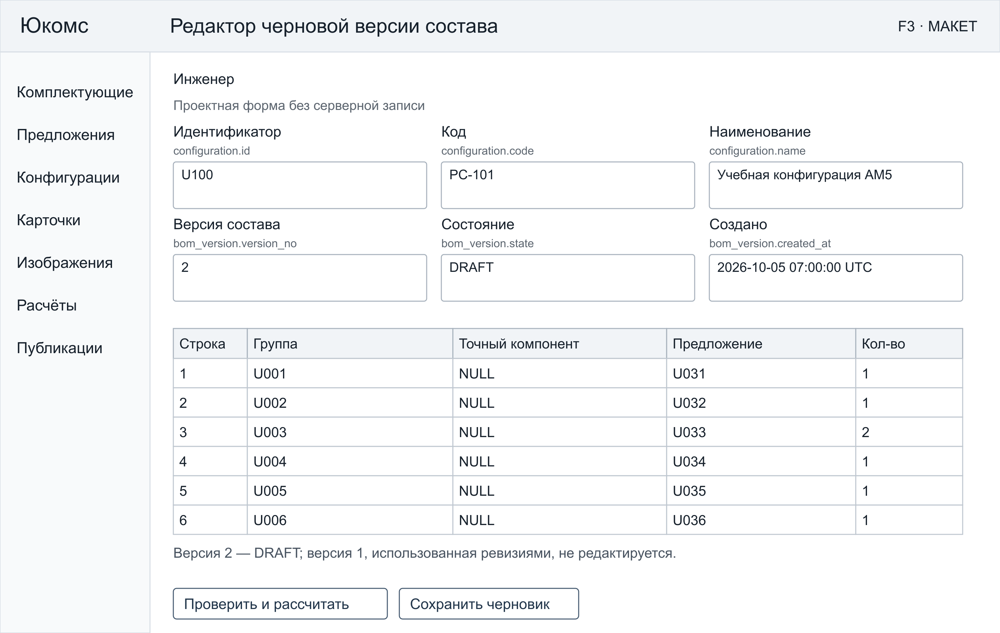 Юкомс
Редактор черновой версии состава
F3 · МАКЕТ
Комплектующие
Предложения
Конфигурации
Карточки
Изображения
Расчёты
Публикации
Инженер
Проектная форма без серверной записи
Идентификатор
configuration.id
U100
Код
configuration.code
PC-101
Наименование
configuration.name
Учебная конфигурация AM5
Версия состава
bom_version.version_no
2
Состояние
bom_version.state
DRAFT
Создано
bom_version.created_at
2026-10-05 07:00:00 UTC
Строка Группа Точный компонент Предложение Кол-во
1 U001 NULL U031 1
2 U002 NULL U032 1
3 U003 NULL U033 2
4 U004 NULL U034 1
5 U005 NULL U035 1
6 U006 NULL U036 1
Версия 2 — DRAFT; версия 1, использованная ревизиями, не редактируется.
Проверить и рассчитать
Сохранить черновик